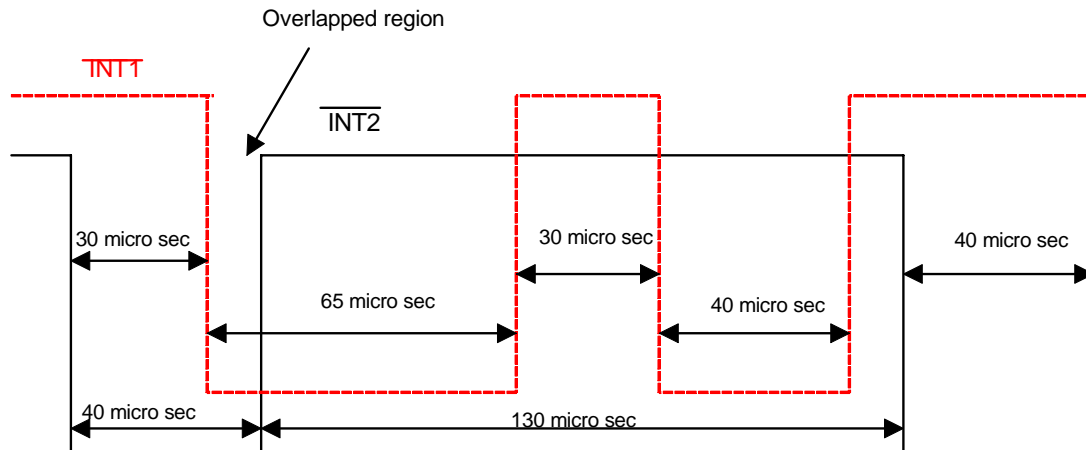 Overlapped region
INT1
INT2
30 micro sec
30 micro sec
40 micro sec
65 micro sec
40 micro sec
40 micro sec
130 micro sec